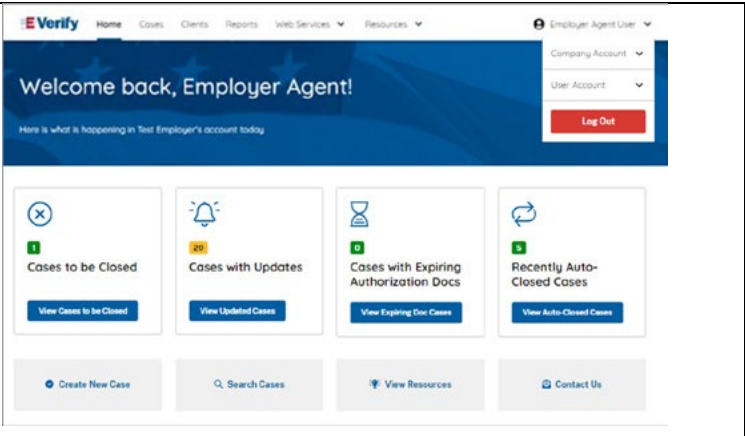 E-Verify Home Cases Clients Reports Web Services Resources Employer Agent User
Company Account
User Account
Log Out
Welcome back, Employer Agent!
Here is what is happening in Test Employer's account today
1
Cases to be Closed
View Cases to be Closed
20
Cases with Updates
View Updated Cases
0
Cases with Expiring
Authorization Docs
View Expiring Doc Cases
5
Recently Auto-
Closed Cases
View Auto-Closed Cases
Create New Case
Search Cases
View Resources
Contact Us